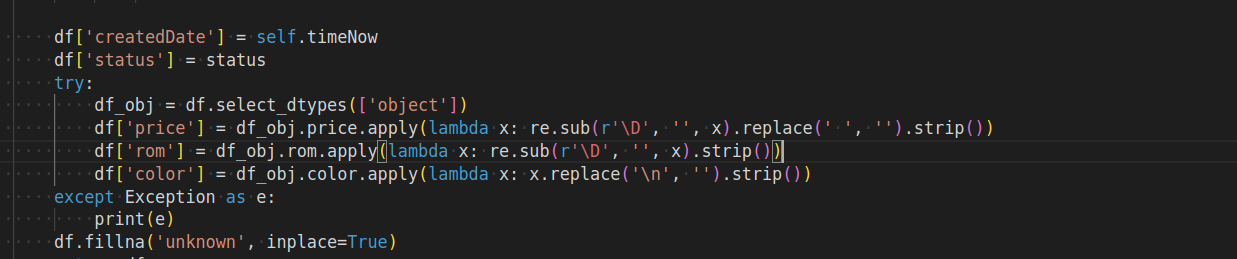 df['createdDate'] = self.timeNow
df['status'] = status
try:
df_obj = df.select_dtypes(['object'])
df['price'] = df_obj.price.apply(lambda x: re.sub(r'\D', '', x).replace(' ', '').strip())
df['rom'] = df_obj.rom.apply(lambda x: re.sub(r'\D', '', x).strip())
df['color'] = df_obj.color.apply(lambda x: x.replace('\n', '').strip())
except Exception as e:
print(e)
df.fillna('unknown', inplace=True)